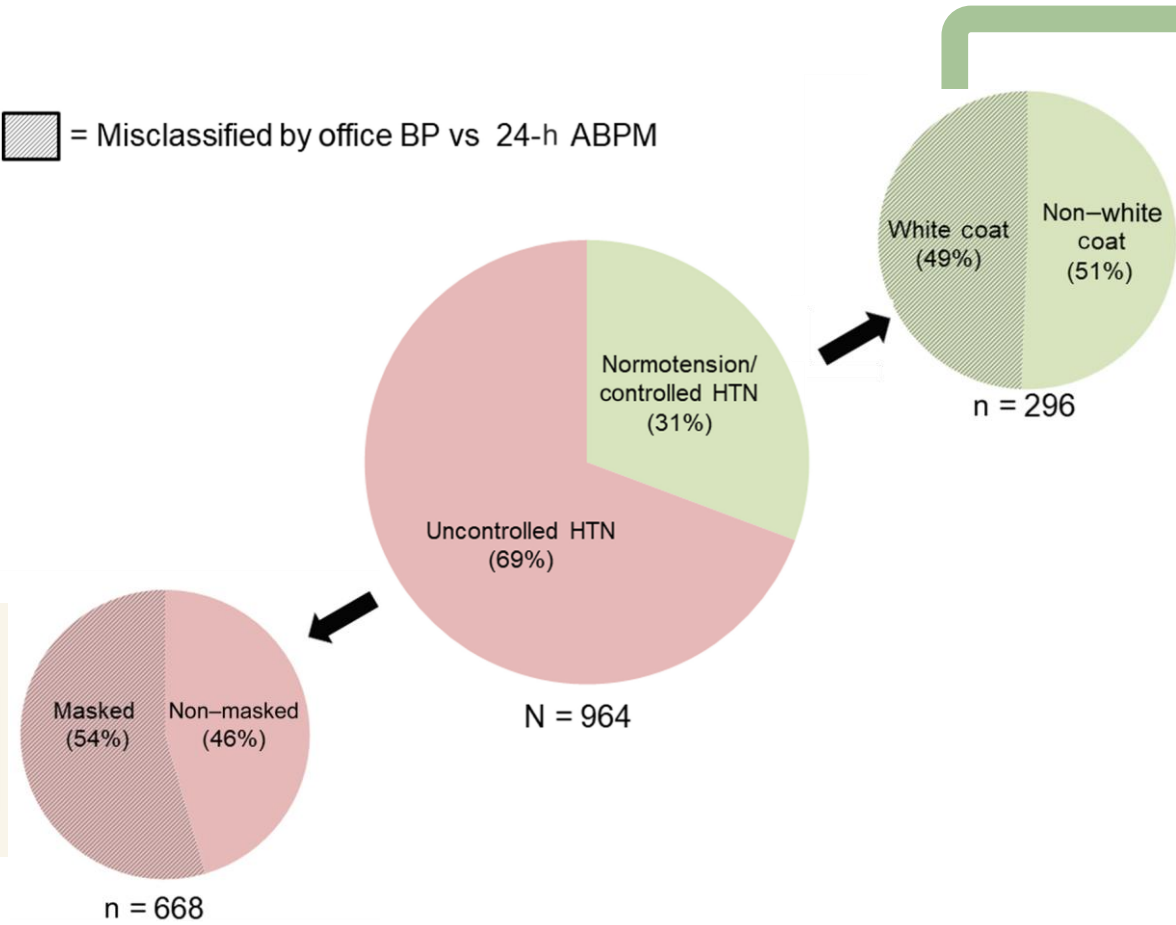 = Misclassified by office BP vs 24-h ABPM
White coat
(49%)
Non–white
coat
(51%)
n = 296
Normotension/
controlled HTN
(31%)
Uncontrolled HTN
(69%)
N = 964
Masked
(54%)
Non–masked
(46%)
n = 668